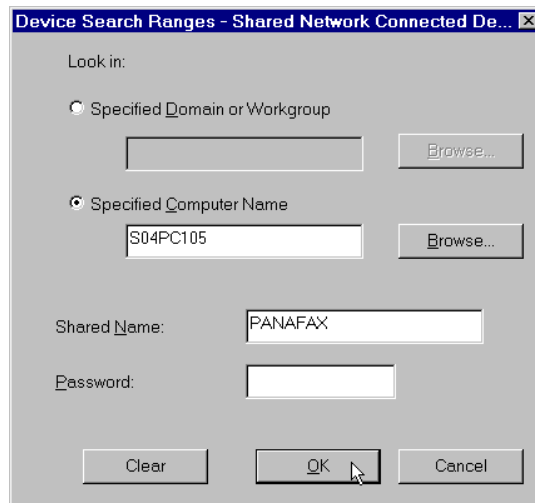 Device Search Ranges - Shared Network Connected De...
Look in:
Specified Domain or Workgroup
Browse...
Specified Computer Name
S04PC105
Browse...
Shared Name:
PANAFAX
Password:
Clear
OK
Cancel